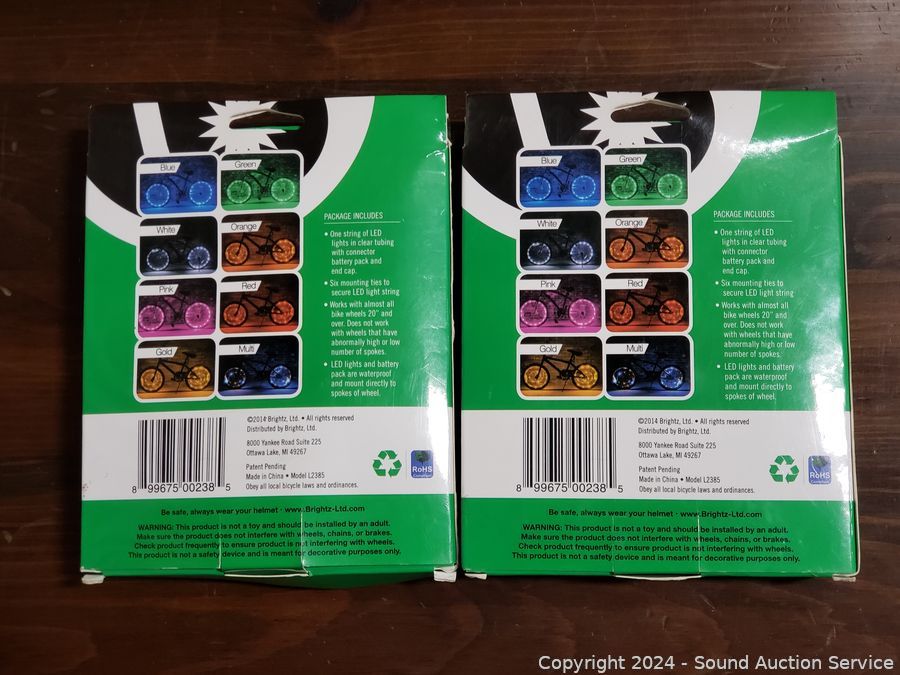 Blue
Green
White
Orange
Pink
Red
Gold
Multi
PACKAGE INCLUDES
• One string of LED
lights in clear tubing
with connector
battery pack and
end cap.
• Six mounting ties to
secure LED light string
• Works with almost all
bike wheels 20" and
over. Does not work
with wheels that have
abnormally high or low
number of spokes.
• LED lights and battery
pack are waterproof
and mount directly to
spokes of wheel.
8 99675 00238 5
©2014 Brightz, Ltd. • All rights reserved
Distributed by Brightz, Ltd.
8000 Yankee Road Suite 225
Ottawa Lake, MI 49267
Patent Pending
Made in China • Model L2385
Obey all local bicycle laws and ordinances.
RoHS
Compliant
Be safe, always wear your helmet · www.Brightz-Ltd.com
WARNING: This product is not a toy and should be installed by an adult.
Make sure the product does not interfere with wheels, chains, or brakes.
Check product frequently to ensure product is not interfering with wheels.
This product is not a safety device and is meant for decorative purposes only.
Blue
Green
White
Orange
Pink
Red
Gold
Multi
PACKAGE INCLUDES
• One string of LED
lights in clear tubing
with connector
battery pack and
end cap.
• Six mounting ties to
secure LED light string
• Works with almost all
bike wheels 20" and
over. Does not work
with wheels that have
abnormally high or low
number of spokes.
• LED lights and battery
pack are waterproof
and mount directly to
spokes of wheel.
8 99675 00238 5
©2014 Brightz, Ltd. • All rights reserved
Distributed by Brightz, Ltd.
8000 Yankee Road Suite 225
Ottawa Lake, MI 49267
Patent Pending
Made in China • Model L2385
Obey all local bicycle laws and ordinances.
RoHS
Compliant
Be safe, always wear your helmet · www.Brightz-Ltd.com
WARNING: This product is not a toy and should be installed by an adult.
Make sure the product does not interfere with wheels, chains, or brakes.
Check product frequently to ensure product is not interfering with wheels.
This product is not a safety device and is meant for decorative purposes only.
Copyright 2024 - Sound Auction Service